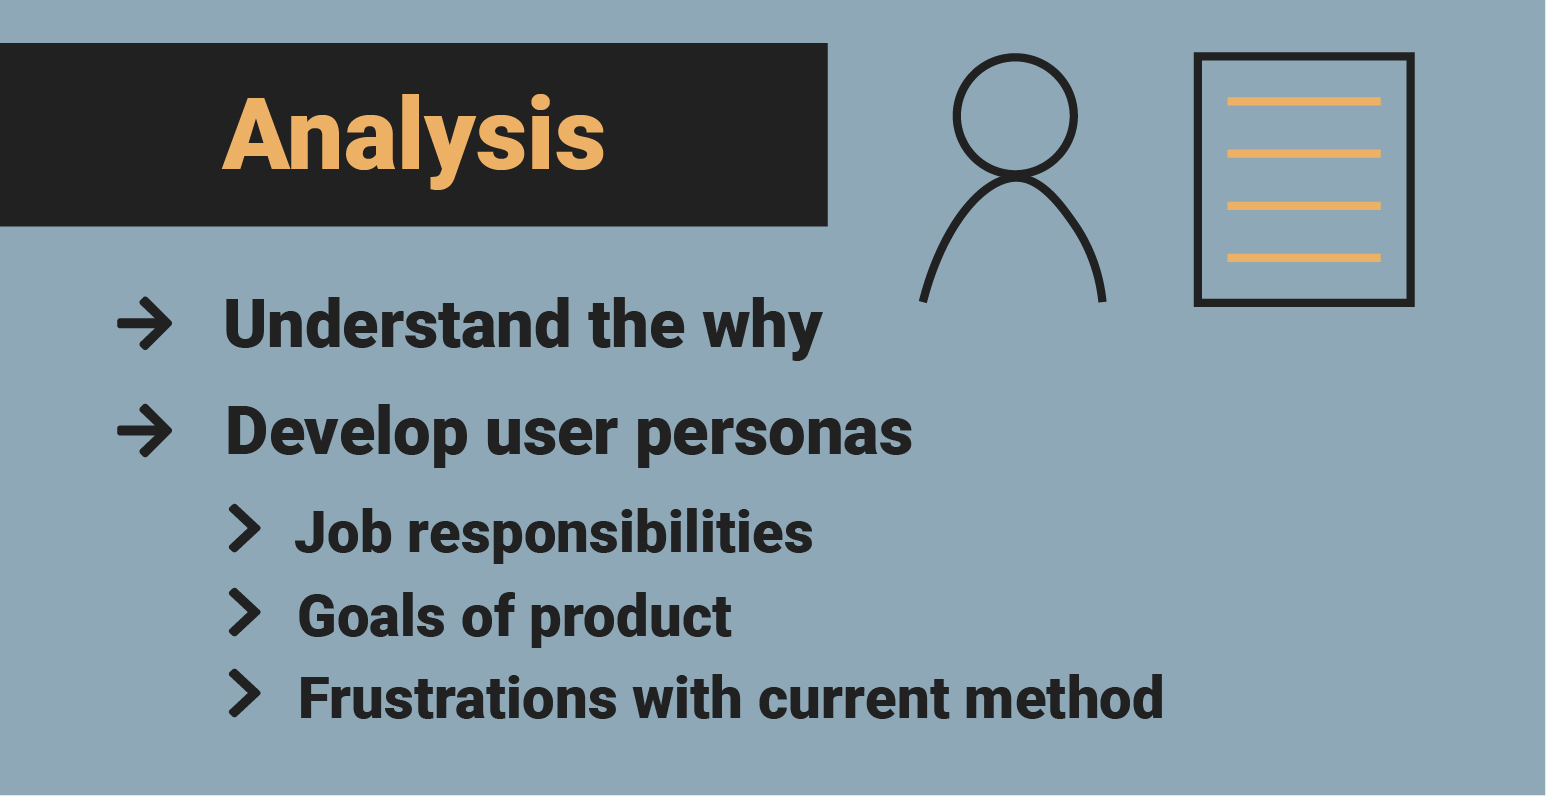 Analysis
Understand the why
Develop user personas
Job responsibilities
Goals of product
Frustrations with current method